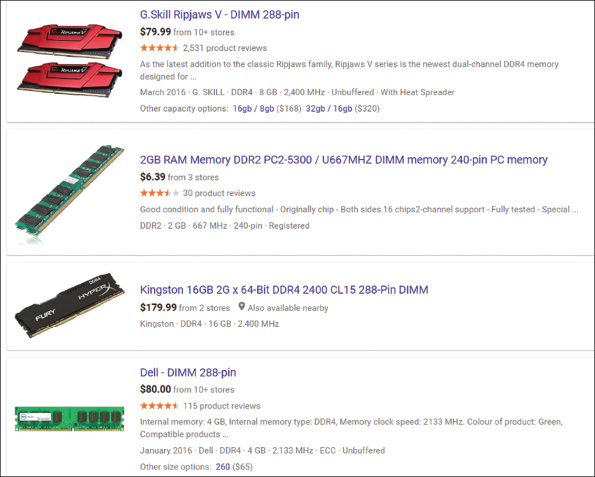 G.Skill Ripjaws V - DIMM 288-pin
$79.99 from 10+ stores
2,531 product reviews
As the latest addition to the classic Ripjaws family, Ripjaws V series is the newest dual-channel DDR4 memory
designed for ...
March 2016 · G. SKILL · DDR4 · 8 GB · 2,400 MHz · Unbuffered · With Heat Spreader
Other capacity options: 16gb / 8gb ($168) 32gb / 16gb ($320)
RIPJAWS V
RIPJAWS V
2GB RAM Memory DDR2 PC2-5300 / U667MHZ DIMM memory 240-pin PC memory
$6.39 from 3 stores
30 product reviews
Good condition and fully functional - Originally chip - Both sides 16 chips2-channel support - Fully tested - Special ...
DDR2 · 2 GB · 667 MHz · 240-pin · Registered
Kingston 16GB 2G x 64-Bit DDR4 2400 CL15 288-Pin DIMM
$179.99 from 2 stores Also available nearby
Kingston · DDR4 · 16 GB · 2,400 MHz
FURY HYPERX DDR4
Dell - DIMM 288-pin
$80.00 from 10+ stores
115 product reviews
Internal memory: 4 GB, Internal memory type: DDR4, Memory clock speed: 2133 MHz. Colour of product: Green,
Compatible products ...
January 2016 · Dell · DDR4 · 4 GB · 2,133 MHz · ECC · Unbuffered
Other size options: 260 ($65)